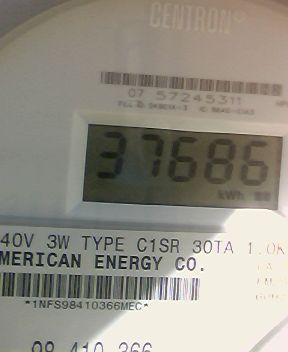 CENTRON®
07 57245311
37686
kWh
40V 3W TYPE C1SR 30TA 1.0K
MERICAN ENERGY CO.
*1NFS98410366MEC*
98 410 366